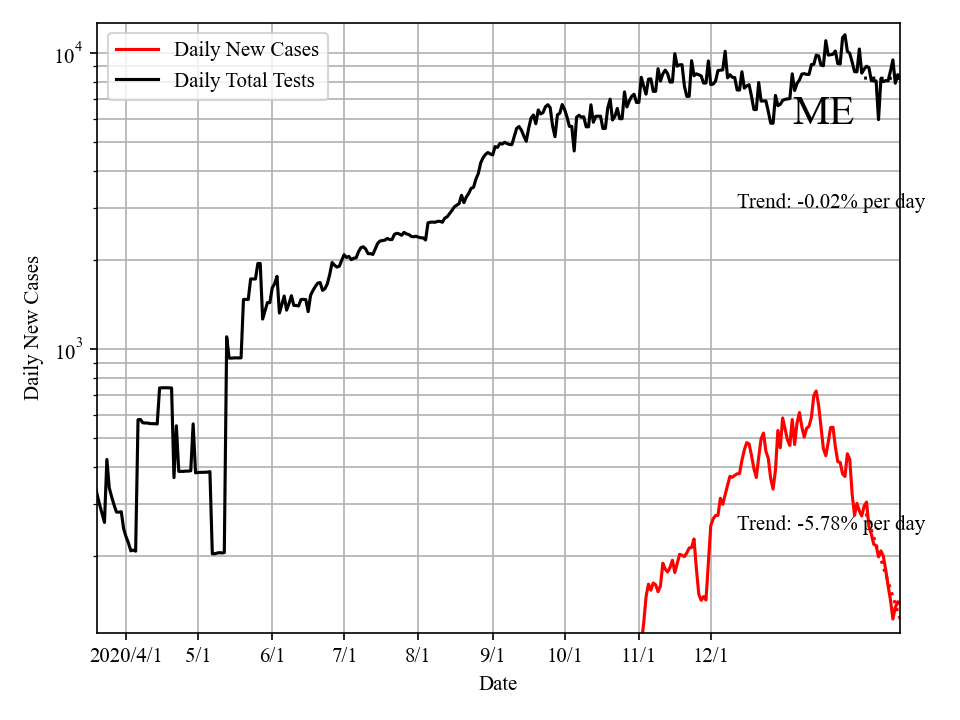 Daily New Cases
Daily Total Tests
10^4
ME
Trend: -0.02% per day
Daily New Cases
10^3
Trend: -5.78% per day
2020/4/1 5/1 6/1 7/1 8/1 9/1 10/1 11/1 12/1
Date